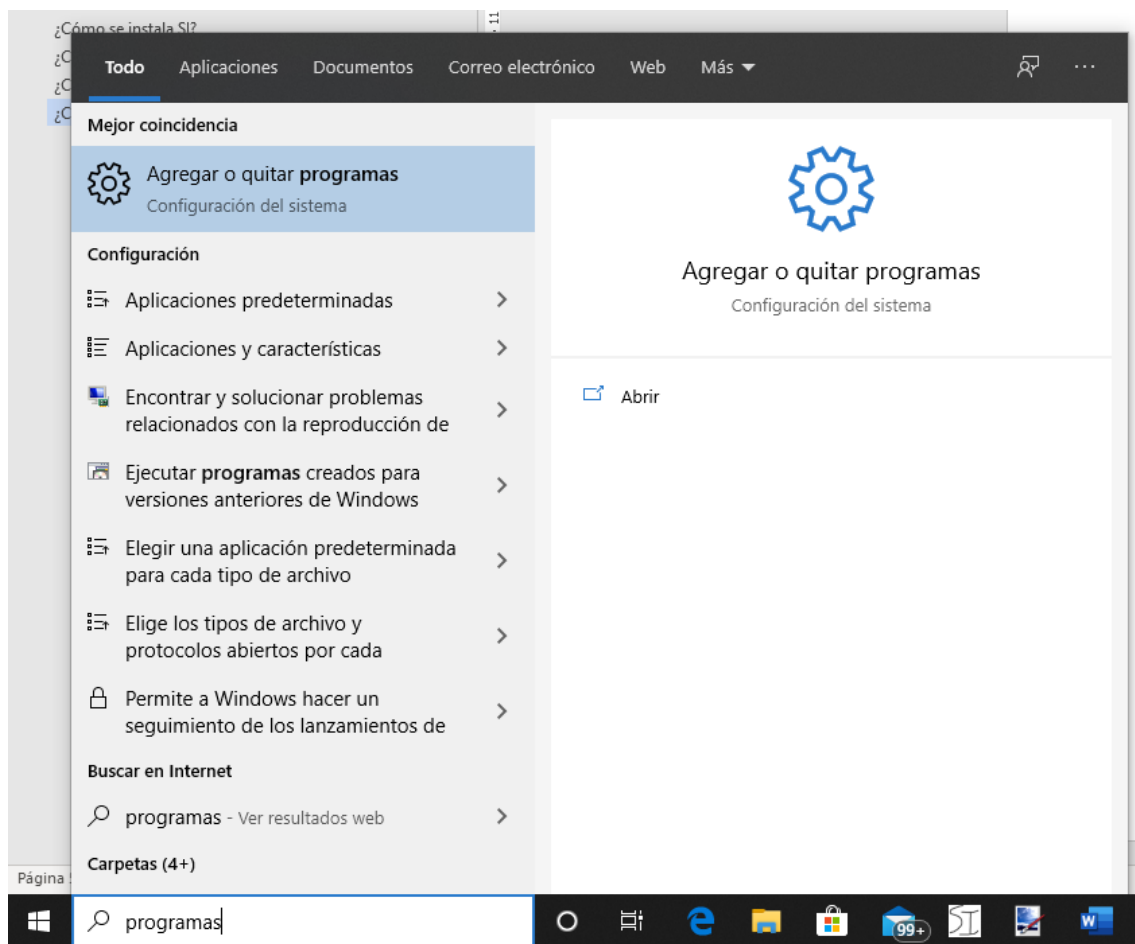 ¿Cómo se instala SI?
¿C
¿C
¿C
11
Todo Aplicaciones Documentos Correo electrónico Web Más
Mejor coincidencia
Agregar o quitar programas
Configuración del sistema
Configuración
Aplicaciones predeterminadas
Aplicaciones y características
Encontrar y solucionar problemas
relacionados con la reproducción de
Ejecutar programas creados para
versiones anteriores de Windows
Elegir una aplicación predeterminada
para cada tipo de archivo
Elige los tipos de archivo y
protocolos abiertos por cada
Permite a Windows hacer un
seguimiento de los lanzamientos de
Buscar en Internet
programas - Ver resultados web
Carpetas (4+)
Agregar o quitar programas
Configuración del sistema
Abrir
Página
programas
99+
SI
W